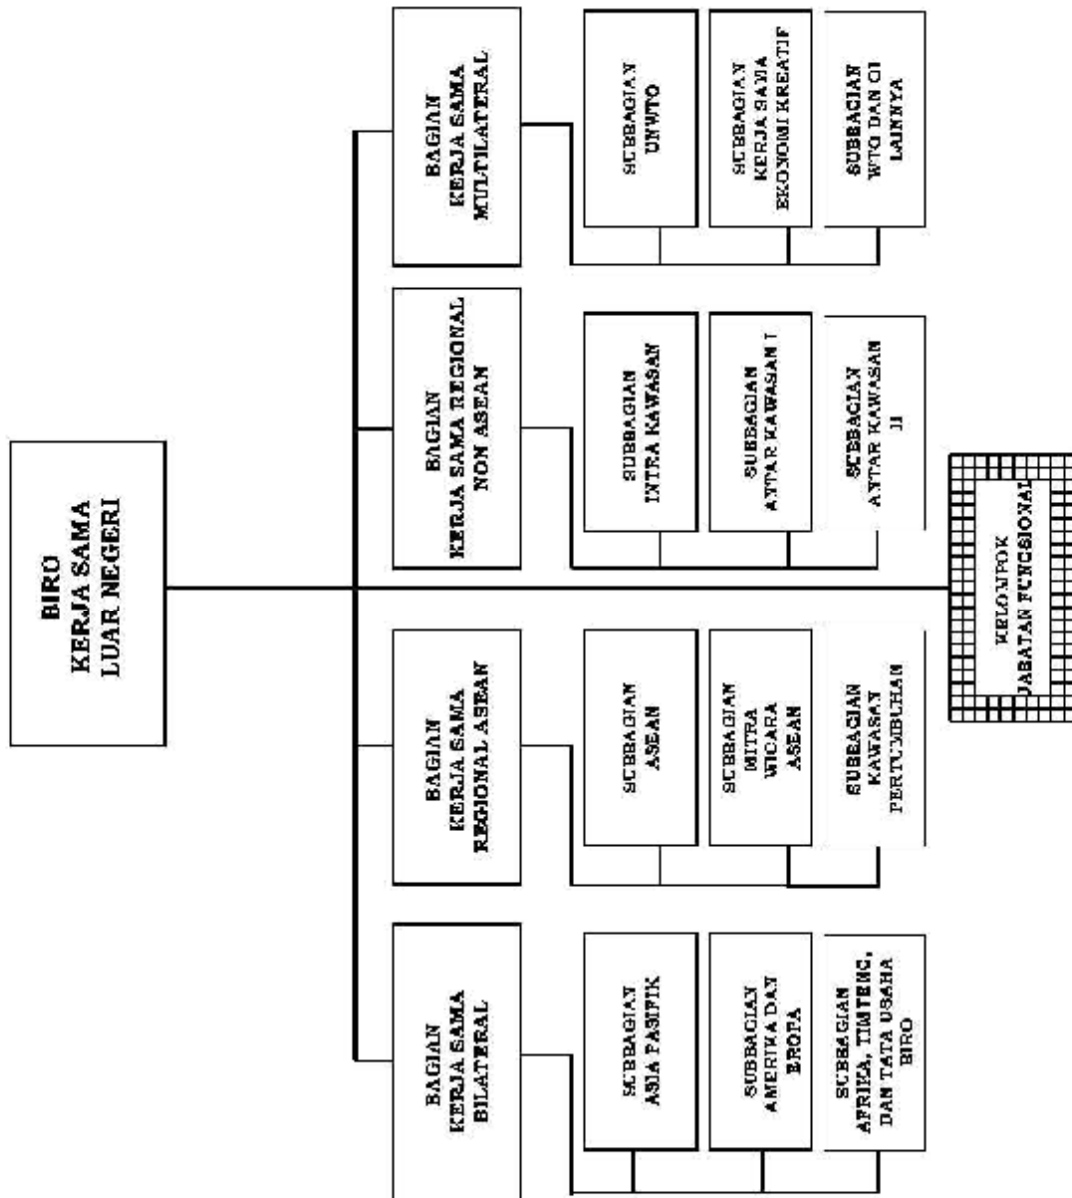 BIRO
KERJA SAMA
LUAR NEGERI
BAGIAN
KERJA SAMA
BILATERAL
BAGIAN
KERJA SAMA
REGIONAL ASEAN
BAGIAN
KERJA SAMA REGIONAL
NON ASEAN
BAGIAN
KERJA SAMA
MULTILATERAL
SUBBAGIAN
ASIA PASIFIK
SUBBAGIAN
ASEAN
SUBBAGIAN
INTRA KAWASAN
SUBBAGIAN
UNWTO
SUBBAGIAN
AMERIKA DAN
EROPA
SUBBAGIAN
MITRA
WICARA
ASEAN
SUBBAGIAN
ANTAR KAWASAN I
SUBBAGIAN
KERJA SAMA
EKONOMI KREATIF
SUBBAGIAN
AFRIKA, TIMTENG,
DAN TATA USAHA
BIRO
SUBBAGIAN
KAWASAN
PERTUMBUHAN
SUBBAGIAN
ANTAR KAWASAN
II
SUBBAGIAN
WTO DAN OI
LAINNYA
KELOMPOK
JABATAN FUNGSIONAL